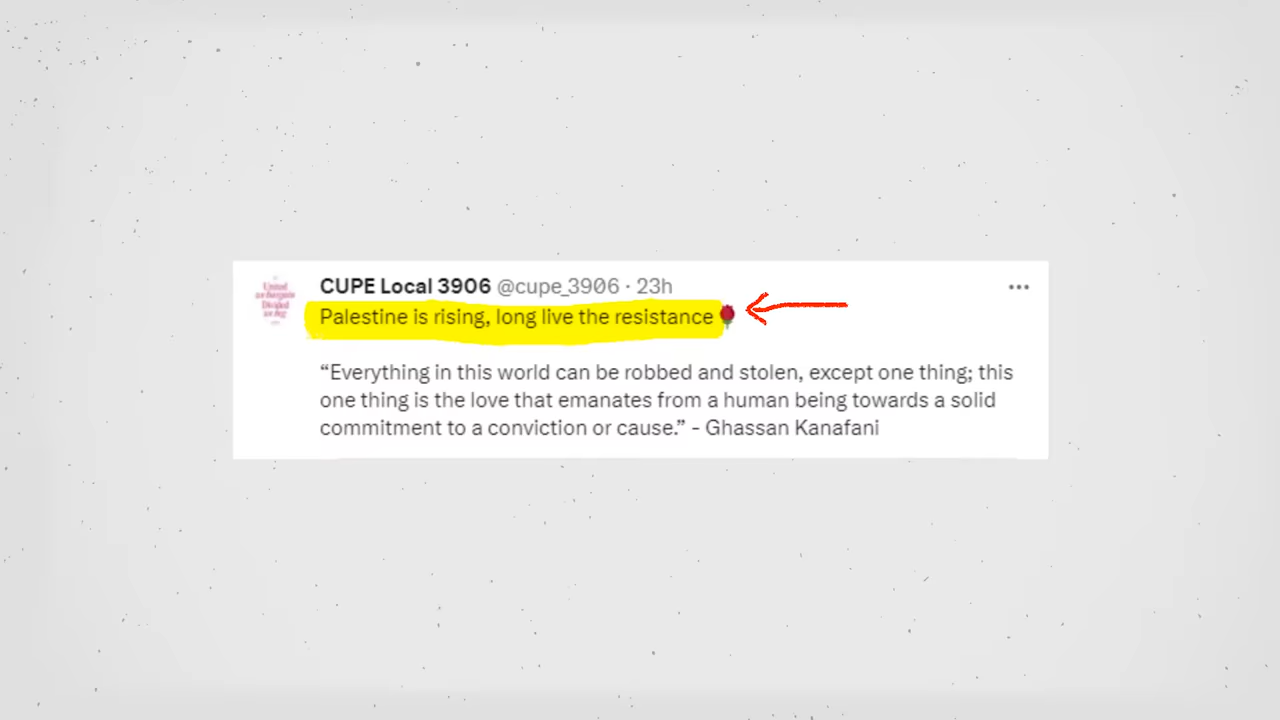 CUPE Local 3906 @cupe_3906 · 23h
Palestine is rising, long live the resistance🌹
“Everything in this world can be robbed and stolen, except one thing; this
one thing is the love that emanates from a human being towards a solid
commitment to a conviction or cause.” - Ghassan Kanafani